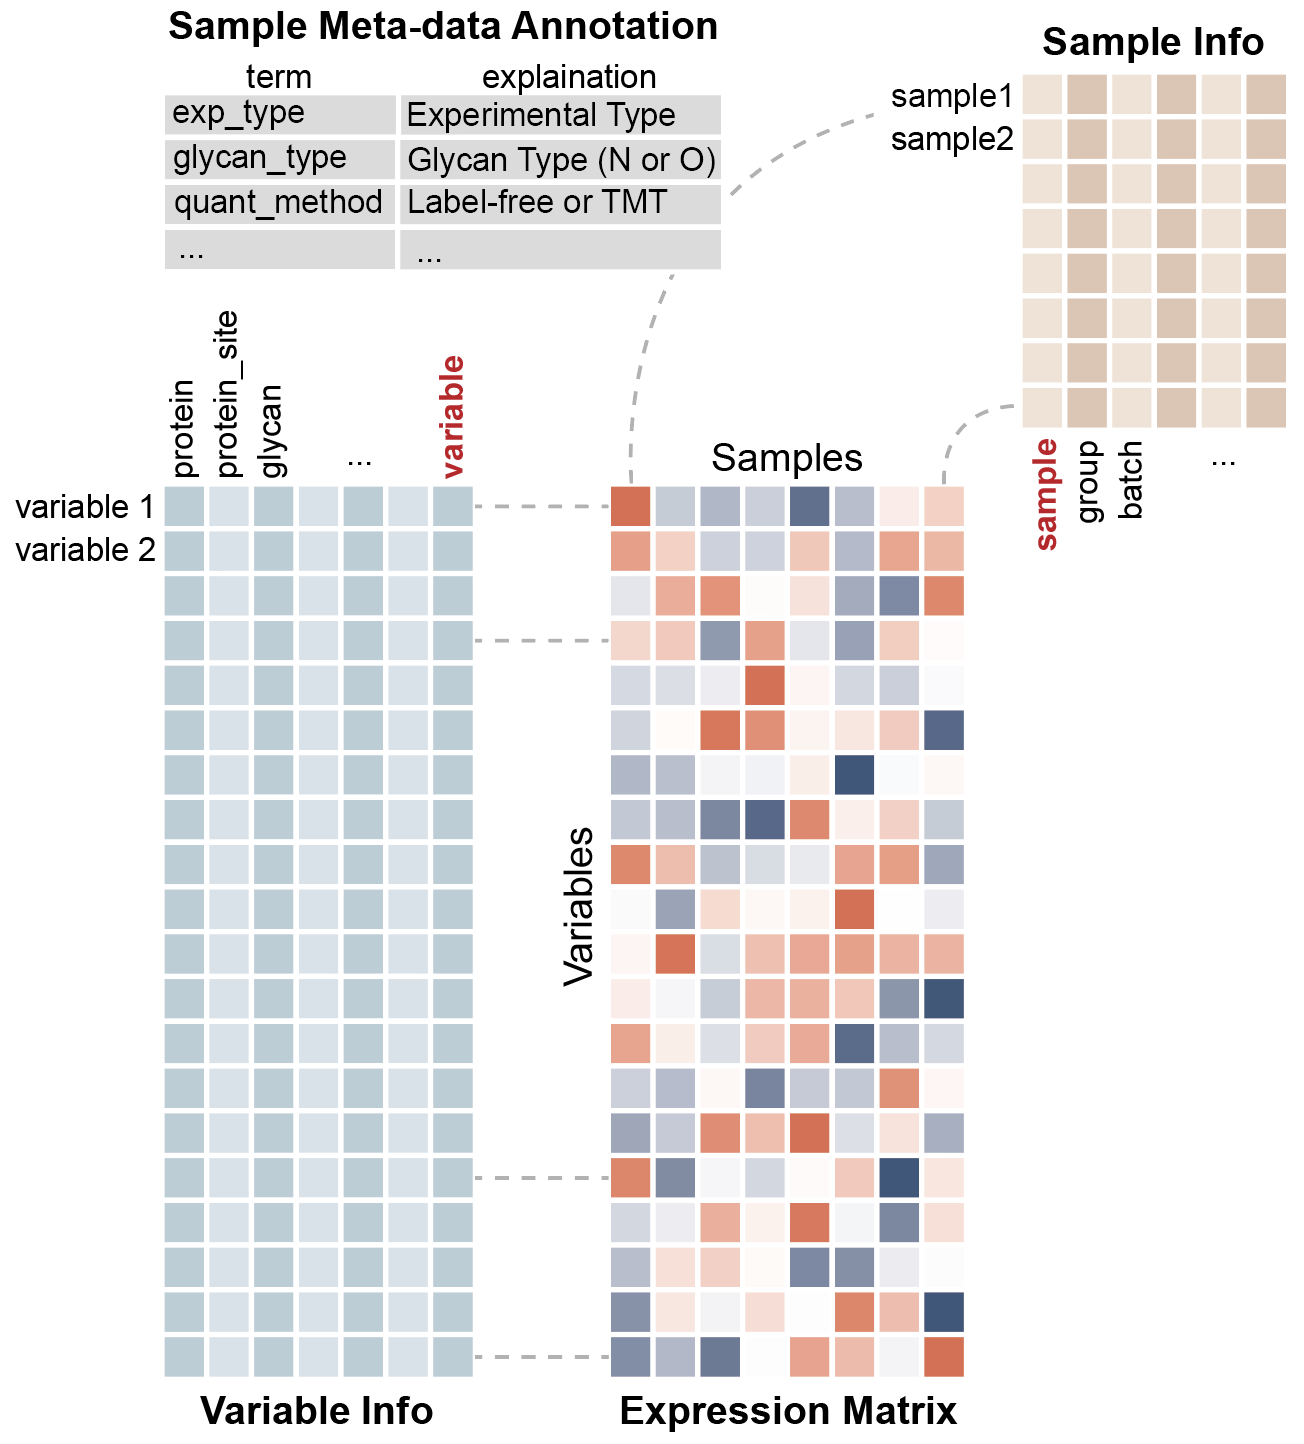 Sample Meta-data Annotation
term explaination
exp_type Experimental Type
glycan_type Glycan Type (N or O)
quant_method Label-free or TMT
... ...
Sample Info
sample1
sample2
sample
group
batch
...
protein
protein_site
glycan
...
variable
variable 1
variable 2
Samples
Variables
Variable Info
Expression Matrix